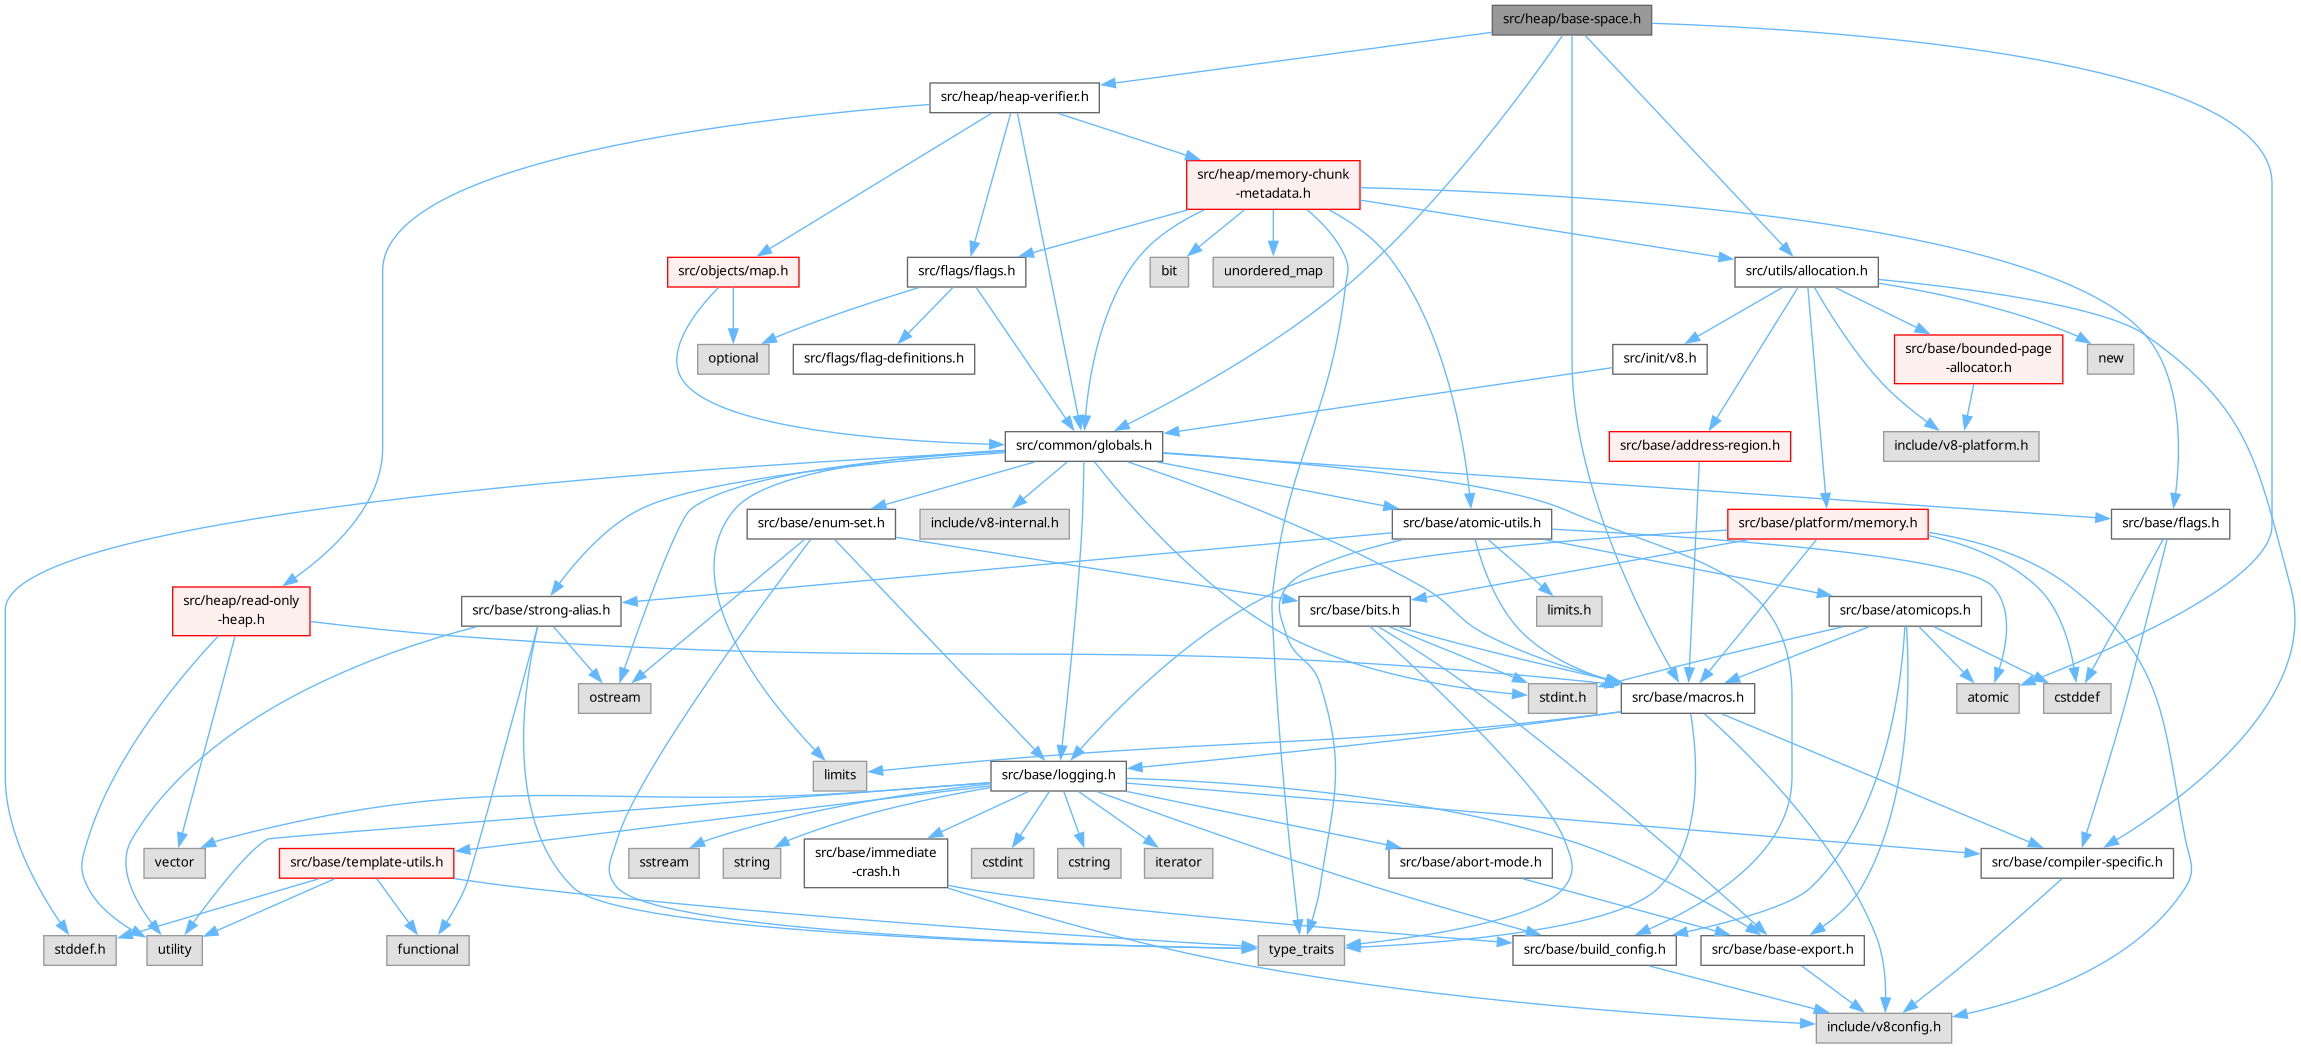 src/heap/base-space.h
src/heap/heap-verifier.h
src/heap/memory-chunk
-metadata.h
src/objects/map.h
src/flags/flags.h
bit
unordered_map
src/utils/allocation.h
optional
src/flags/flag-definitions.h
src/init/v8.h
src/base/bounded-page
-allocator.h
new
src/common/globals.h
src/base/address-region.h
include/v8-platform.h
src/base/enum-set.h
include/v8-internal.h
src/base/atomic-utils.h
src/base/platform/memory.h
src/base/flags.h
src/heap/read-only
-heap.h
src/base/strong-alias.h
src/base/bits.h
limits.h
src/base/atomicops.h
ostream
stdint.h
src/base/macros.h
atomic
cstddef
limits
src/base/logging.h
vector
src/base/template-utils.h
sstream
string
src/base/immediate
-crash.h
cstdint
cstring
iterator
src/base/abort-mode.h
src/base/compiler-specific.h
stddef.h
utility
functional
type_traits
src/base/build_config.h
src/base/base-export.h
include/v8config.h